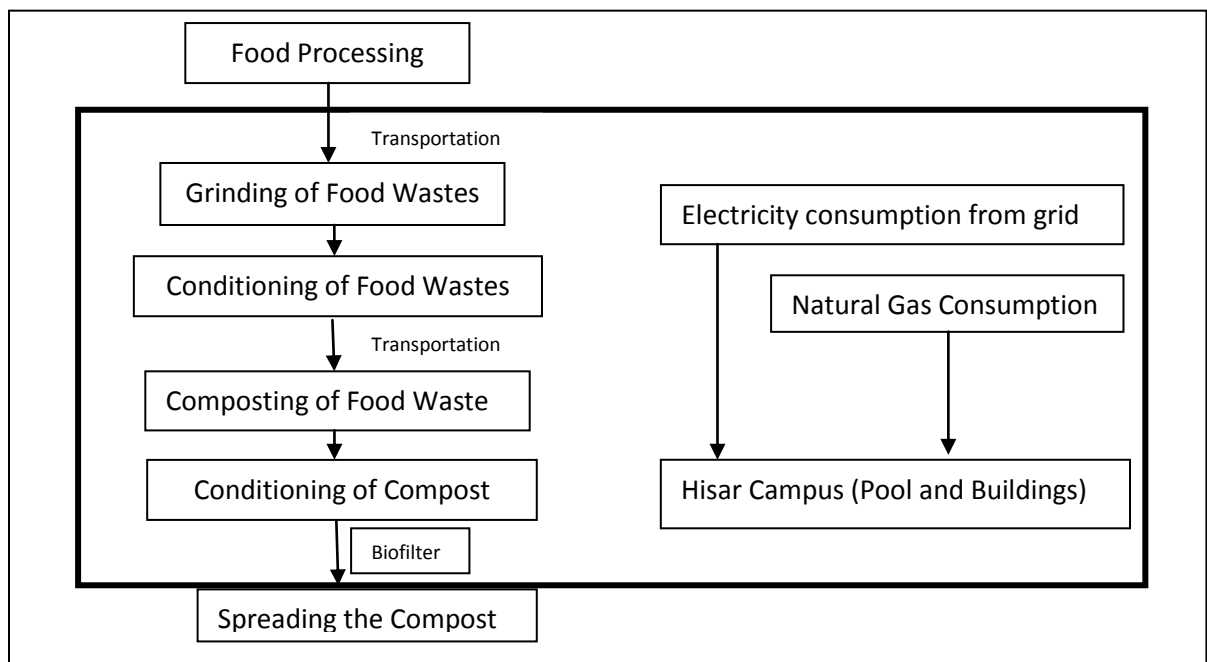 Food Processing
Transportation
Grinding of Food Wastes
Conditioning of Food Wastes
Transportation
Composting of Food Waste
Conditioning of Compost
Biofilter
Spreading the Compost
Electricity consumption from grid
Natural Gas Consumption
Hisar Campus (Pool and Buildings)